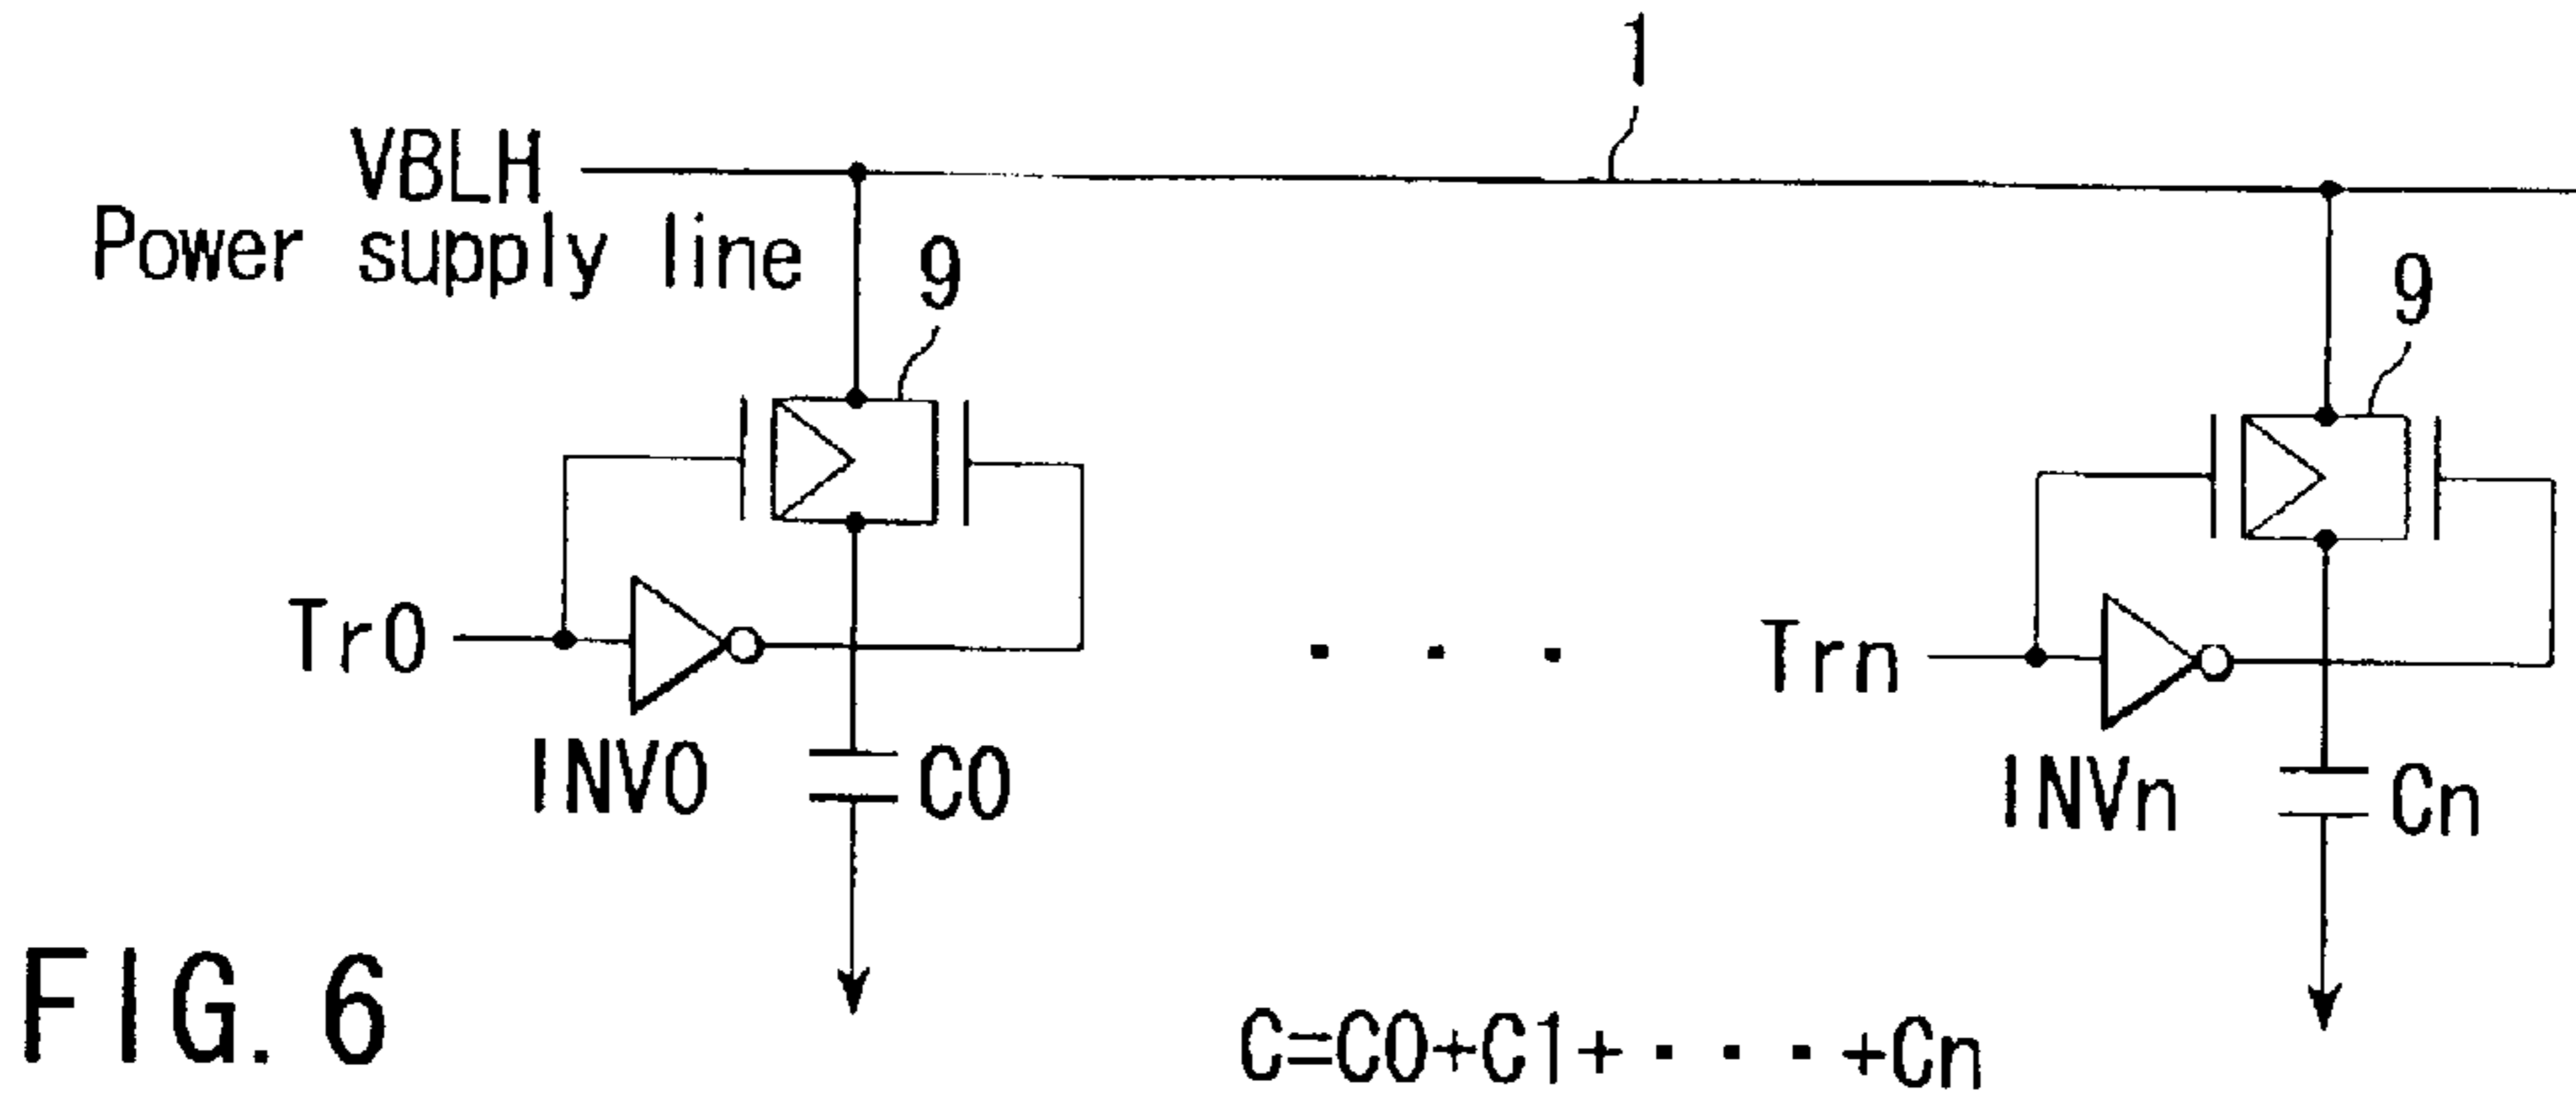 1
VBLH
Power supply line
9
9
Tr0
Trn
INV0
C0
INVn
Cn
FIG. 6
C=C0+C1+ · · · +Cn